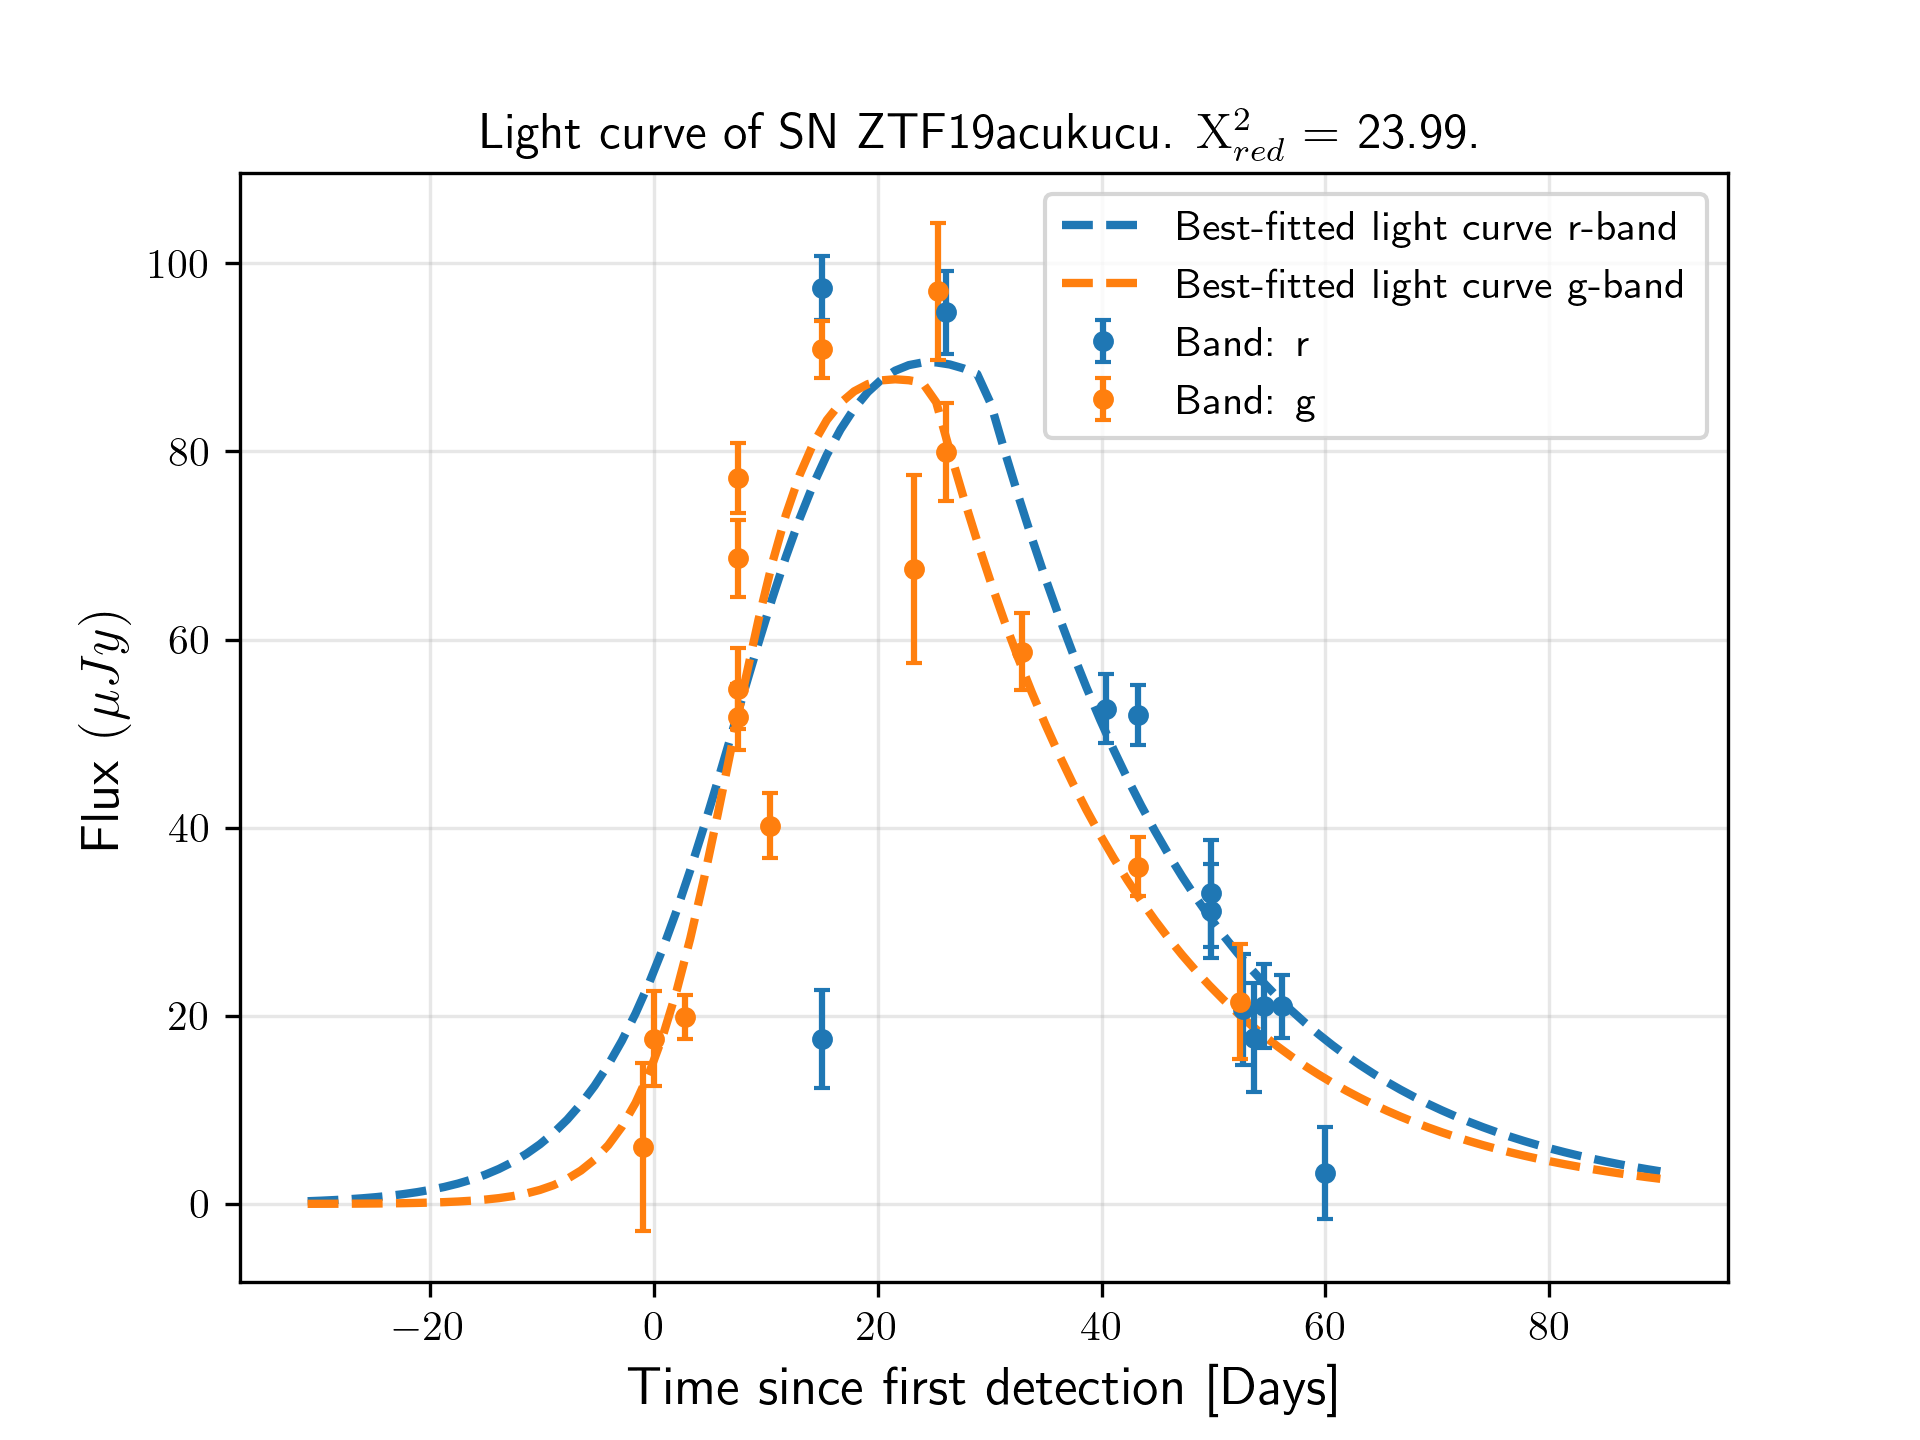 Light curve of SN ZTF19acukucu. X²_red = 23.99.
Best-fitted light curve r-band
Best-fitted light curve g-band
Band: r
Band: g
100
80
60
40
20
0
Flux (μJy)
−20
0
20
40
60
80
Time since first detection [Days]